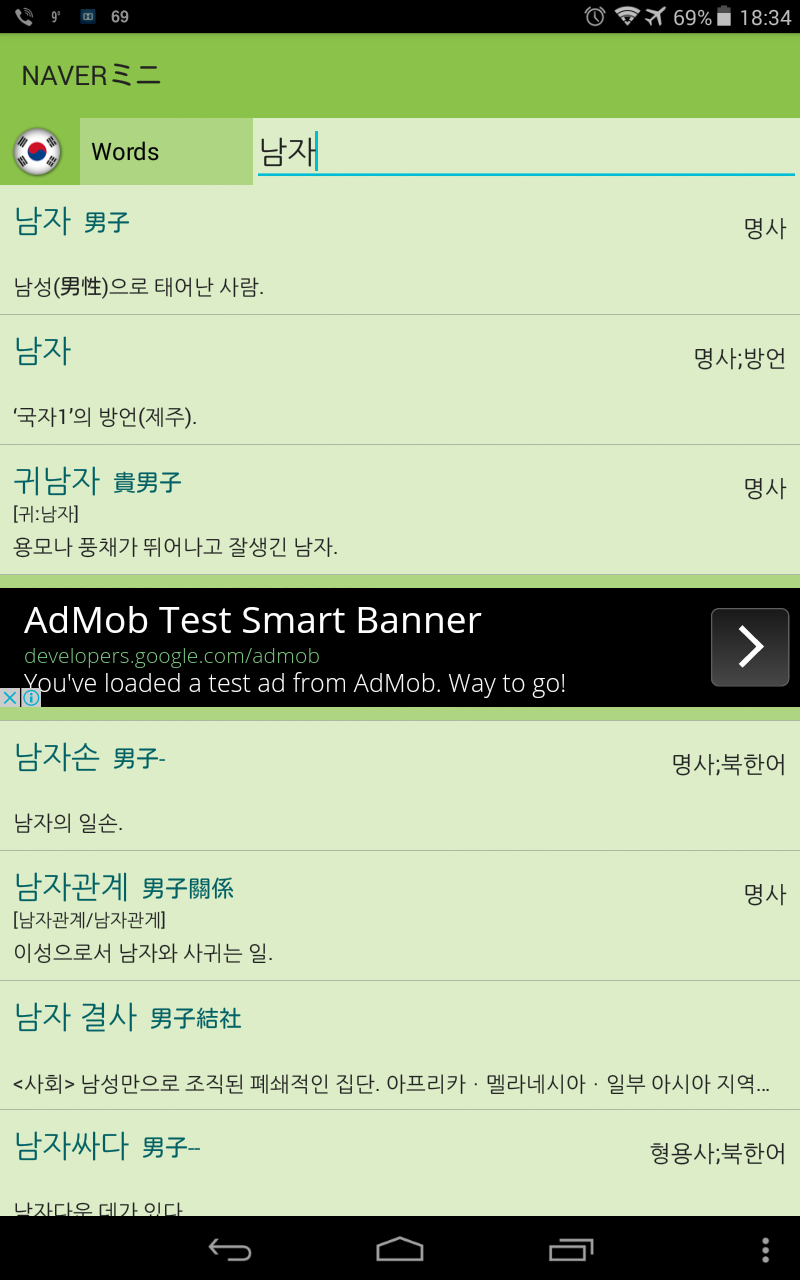 9° 69 69% 18:34
NAVERミニ
Words 남자
남자 男子 명사
남성(男性)으로 태어난 사람.
남자 명사;방언
‘국자1’의 방언(제주).
귀남자 貴男子 명사
[귀:남자]
용모나 풍채가 뛰어나고 잘생긴 남자.
AdMob Test Smart Banner
developers.google.com/admob
You've loaded a test ad from AdMob. Way to go!
남자손 男子- 명사;북한어
남자의 일손.
남자관계 男子關係 명사
[남자관계/남자관게]
이성으로서 남자와 사귀는 일.
남자 결사 男子結社
<사회> 남성만으로 조직된 폐쇄적인 집단. 아프리카 · 멜라네시아 · 일부 아시아 지역...
남자싸다 男子-- 형용사;북한어
남자다운 데가 있다